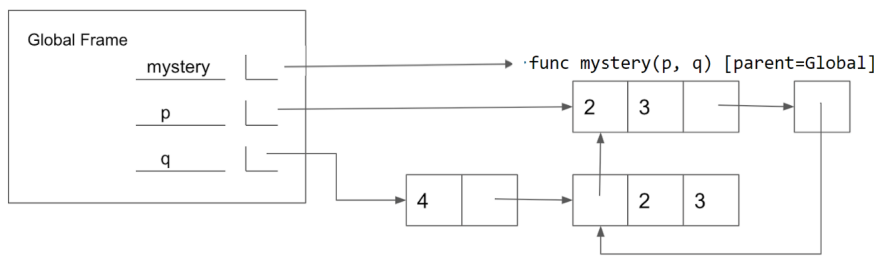 Global Frame
mystery
func mystery(p, q) [parent=Global]
p
2 3
q
4
2 3